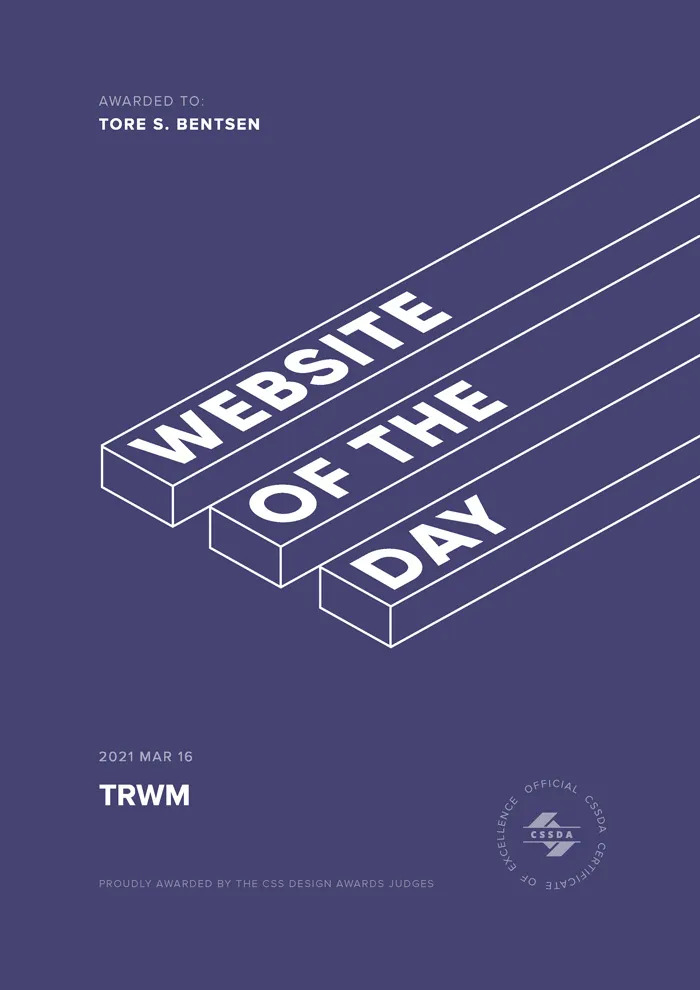 AWARDED TO:
TORE S. BENTSEN
WEBSITE
OF THE
DAY
2021 MAR 16
TRWM
OFFICIAL CSSDA CERTIFICATE OF EXCELLENCE
CSSDA
PROUDLY AWARDED BY THE CSS DESIGN AWARDS JUDGES